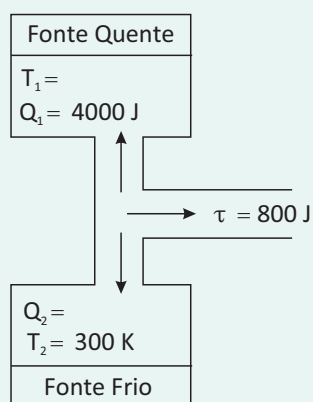 Fonte Quente
T₁ =
Q₁ = 4000 J
τ = 800 J
Q₂ =
T₂ = 300 K
Fonte Frio